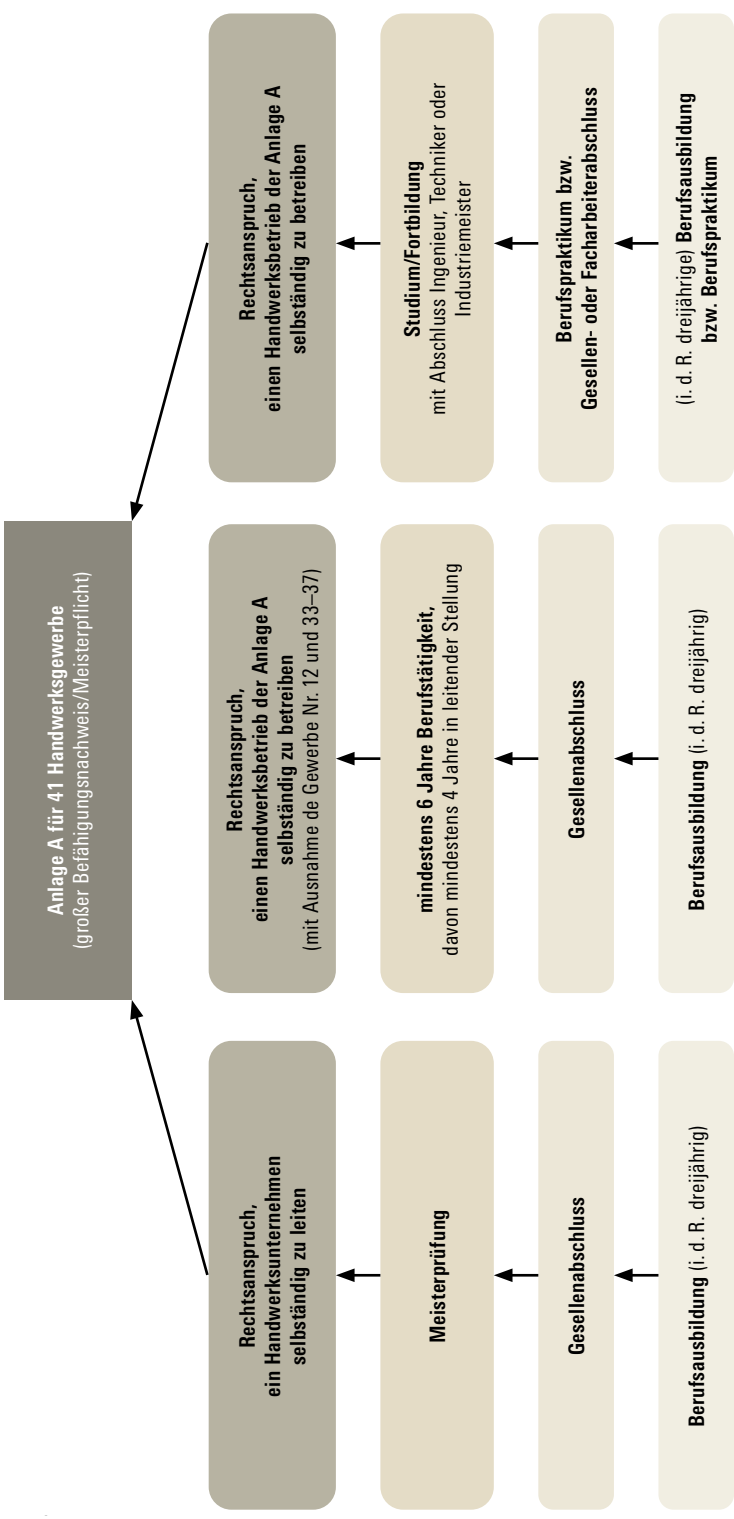 Anlage A für 41 Handwerksgewerbe
(großer Befähigungsnachweis/Meisterpflicht)
Rechtsanspruch,
ein Handwerksunternehmen
selbständig zu leiten
Meisterprüfung
Gesellenabschluss
Berufsausbildung (i. d. R. dreijährig)
Rechtsanspruch,
einen Handwerksbetrieb der Anlage A
selbständig zu betreiben
(mit Ausnahme de Gewerbe Nr. 12 und 33–37)
mindestens 6 Jahre Berufstätigkeit,
davon mindestens 4 Jahre in leitender Stellung
Gesellenabschluss
Berufsausbildung (i. d. R. dreijährig)
Rechtsanspruch,
einen Handwerksbetrieb der Anlage A
selbständig zu betreiben
Studium/Fortbildung
mit Abschluss Ingenieur, Techniker oder
Industriemeister
Berufspraktikum bzw.
Gesellen- oder Facharbeiterabschluss
(i. d. R. dreijährige) Berufsausbildung
bzw. Berufspraktikum